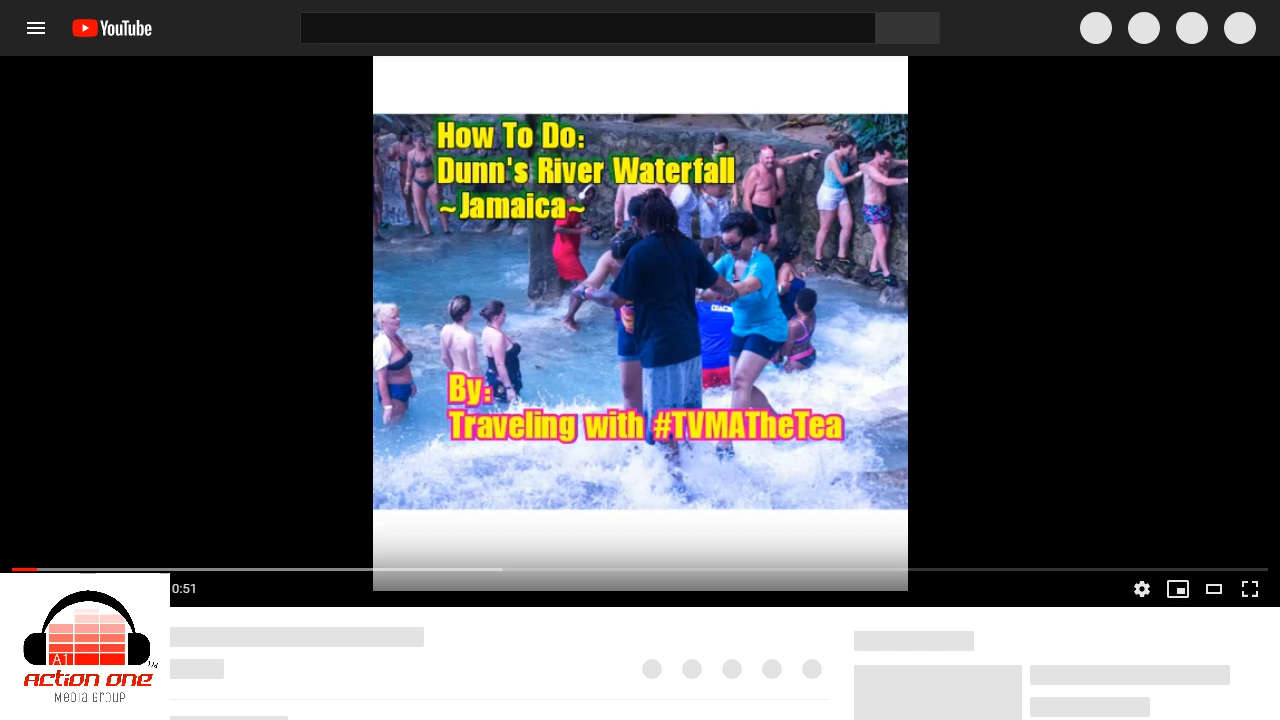 YouTube
How To Do:
Dunn's River Waterfall
~Jamaica~
By:
Traveling with #TVMATheTea
0:51
A1
TM
Action One
Media Group